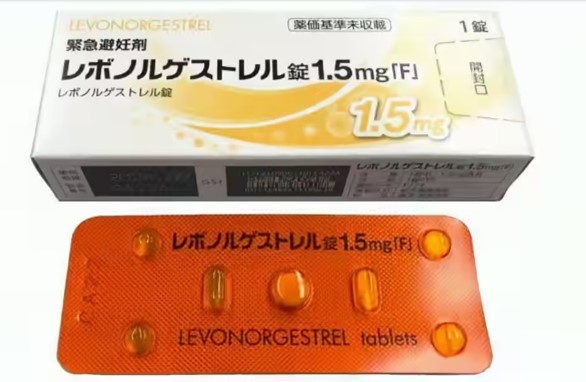 LEVONORGESTREL
薬価基準未収載
1錠
緊急避妊剤
レボノルゲストレル錠1.5mg「F」
レボノルゲストレル錠
開封口
1.5mg
レボノルゲストレル錠1.5mg「F」
レボノルゲストレル錠1.5mg「F」
CA22
LEVONORGESTREL tablets